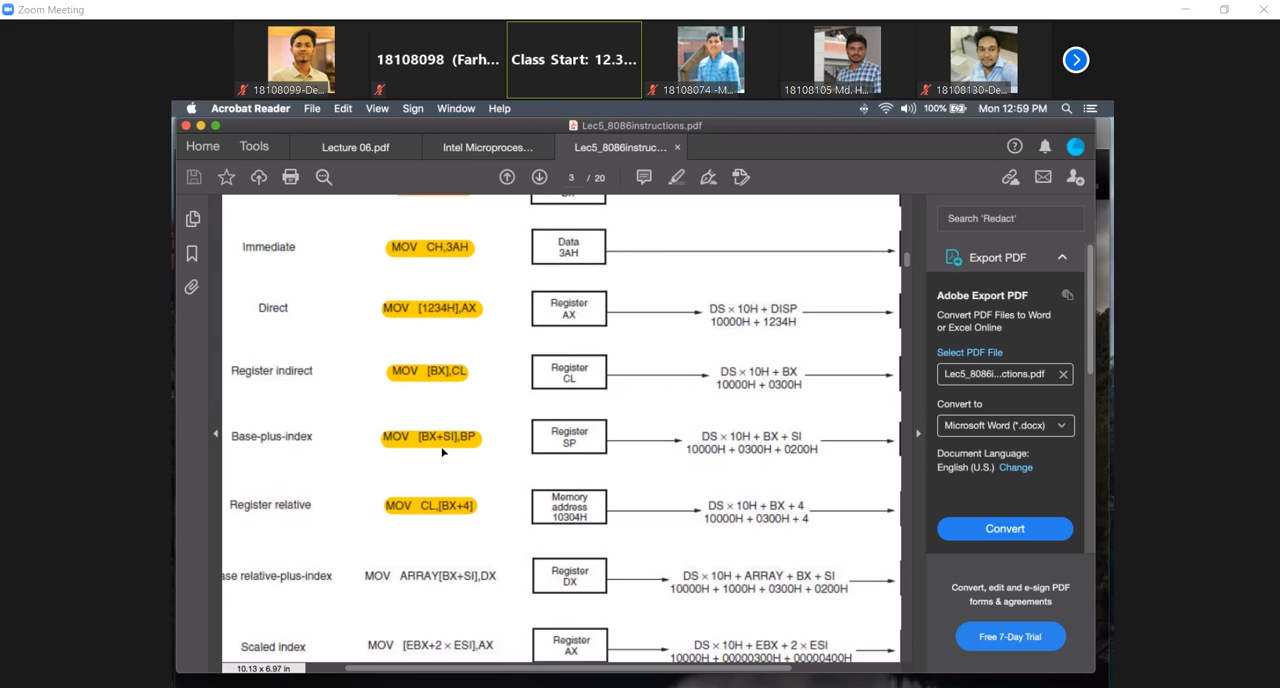 Zoom Meeting
18108099-De...
18108098 (Farh...
Class Start: 12.3...
18108074 -M...
18108105 Md. H...
18108130-De...
Acrobat Reader File Edit View Sign Window Help
100% Mon 12:59 PM
Lec5_8086instructions.pdf
Home Tools Lecture 06.pdf Intel Microproces... Lec5_8086instruc... ×
3 / 20
Immediate MOV CH,3AH Data
3AH
Direct MOV [1234H],AX Register
AX DS × 10H + DISP
10000H + 1234H
Register indirect MOV [BX],CL Register
CL DS × 10H + BX
10000H + 0300H
Base-plus-index MOV [BX+SI],BP Register
SP DS × 10H + BX + SI
10000H + 0300H + 0200H
Register relative MOV CL,[BX+4] Memory
address
10304H DS × 10H + BX + 4
10000H + 0300H + 4
se relative-plus-index MOV ARRAY[BX+SI],DX Register
DX DS × 10H + ARRAY + BX + SI
10000H + 1000H + 0300H + 0200H
Scaled index MOV [EBX+2 × ESI],AX Register
AX DS × 10H + EBX + 2 × ESI
10000H + 00000300H + 00000400H
10.13 x 6.97 in
Search 'Redact'
Export PDF
Adobe Export PDF
Convert PDF Files to Word
or Excel Online
Select PDF File
Lec5_8086i...ctions.pdf
Convert to
Microsoft Word (*.docx)
Document Language:
English (U.S.) Change
Convert
Convert, edit and e-sign PDF
forms & agreements
Free 7-Day Trial